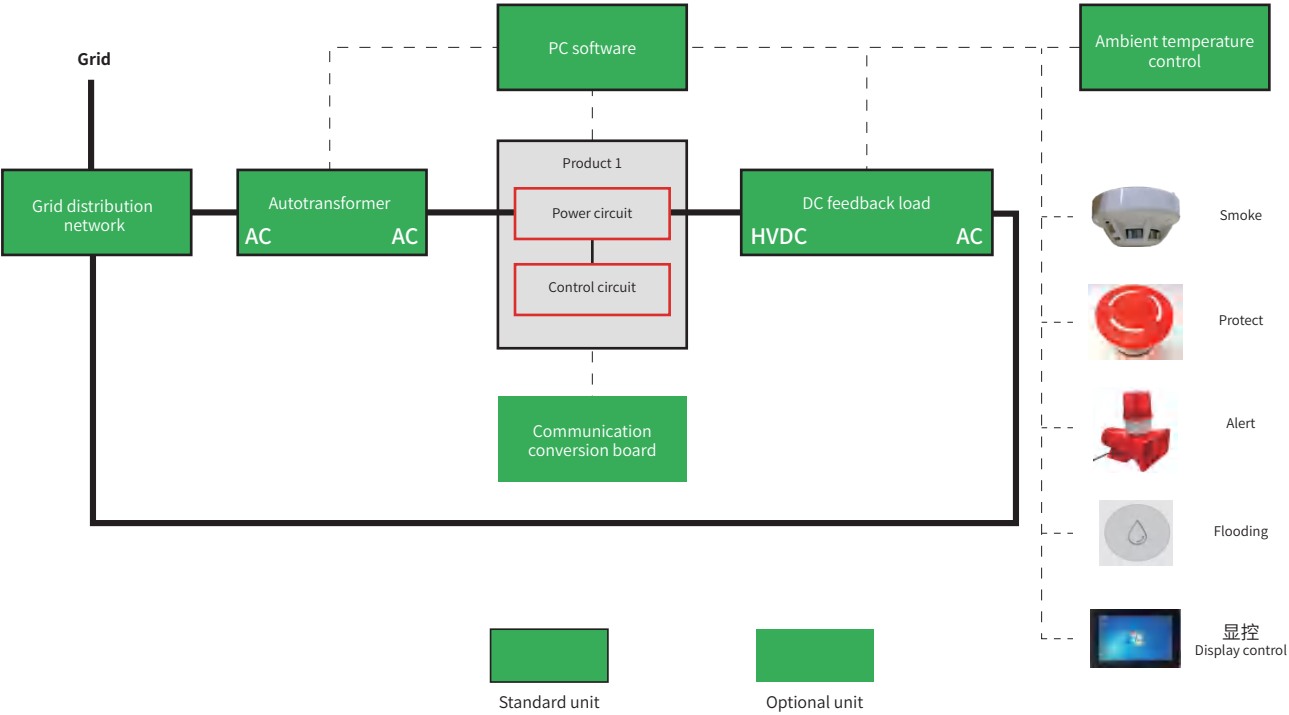 Grid
PC software
Ambient temperature
control
Grid distribution
network
Autotransformer
AC
AC
Product 1
Power circuit
Control circuit
DC feedback load
HVDC
AC
Communication
conversion board
Smoke
Protect
Alert
Flooding
显控
Display control
Standard unit
Optional unit